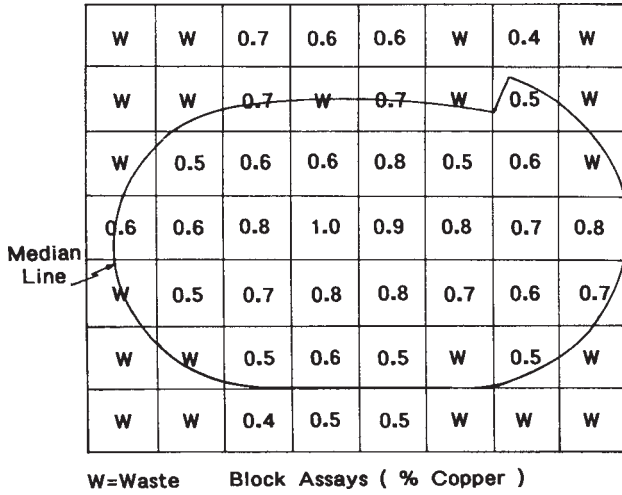 W W 0.7 0.6 0.6 W 0.4 W
W W 0.7 W 0.7 W 0.5 W
W 0.5 0.6 0.6 0.8 0.5 0.6 W
0.6 0.6 0.8 1.0 0.9 0.8 0.7 0.8
Median
Line
W 0.5 0.7 0.8 0.8 0.7 0.6 0.7
W W 0.5 0.6 0.5 W 0.5 W
W W 0.4 0.5 0.5 W W W
W=Waste Block Assays ( % Copper )